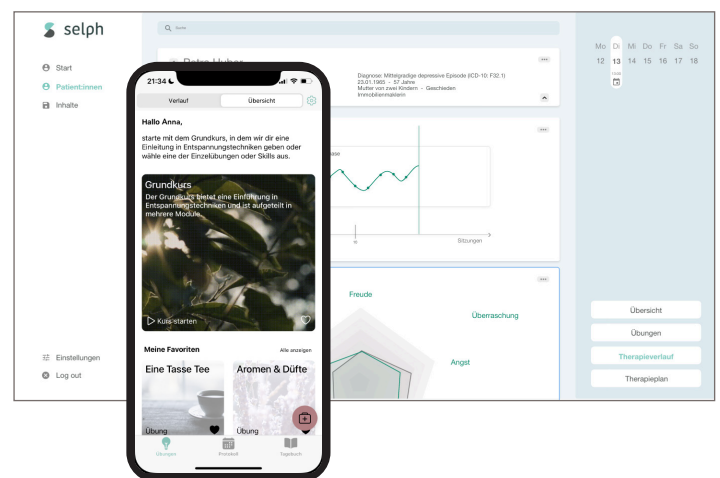 selph
Suche
Start
Patient:innen
Inhalte
Einstellungen
Log out
Petra Huber
Diagnose: Mittelgradige depressive Episode (ICD-10: F32.1)
23.01.1965 - 57 Jahre
Mutter von zwei Kindern - Geschieden
Immobilienmaklerin
Sitzungen
Freude
Überraschung
Angst
Mo Di Mi Do Fr Sa So
12 13 14 15 16 17 18
Übersicht
Übungen
Therapieverlauf
Therapieplan
21:34
Verlauf Übersicht
Hallo Anna,
starte mit dem Grundkurs, in dem wir dir eine
Einleitung in Entspannungstechniken geben oder
wähle eine der Einzelübungen oder Skills aus.
Grundkurs
Der Grundkurs bietet eine Einführung in
Entspannungstechniken und ist aufgeteilt in
mehrere Module.
Kurs starten
Meine Favoriten Alle anzeigen
Eine Tasse Tee Aromen & Düfte
Übung Übung
Übungen Protokoll Tagebuch